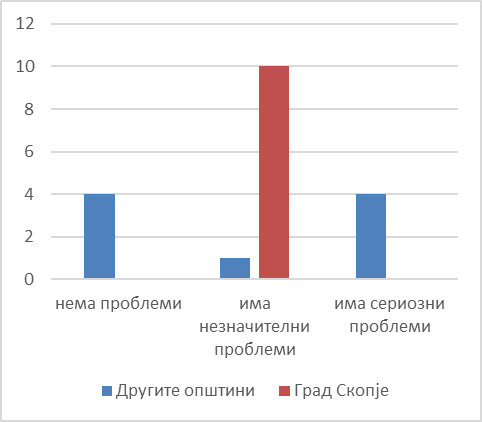 12
10
8
6
4
2
0
нема проблеми
има
незначителни
проблеми
има сериозни
проблеми
Другите општини
Град Скопје